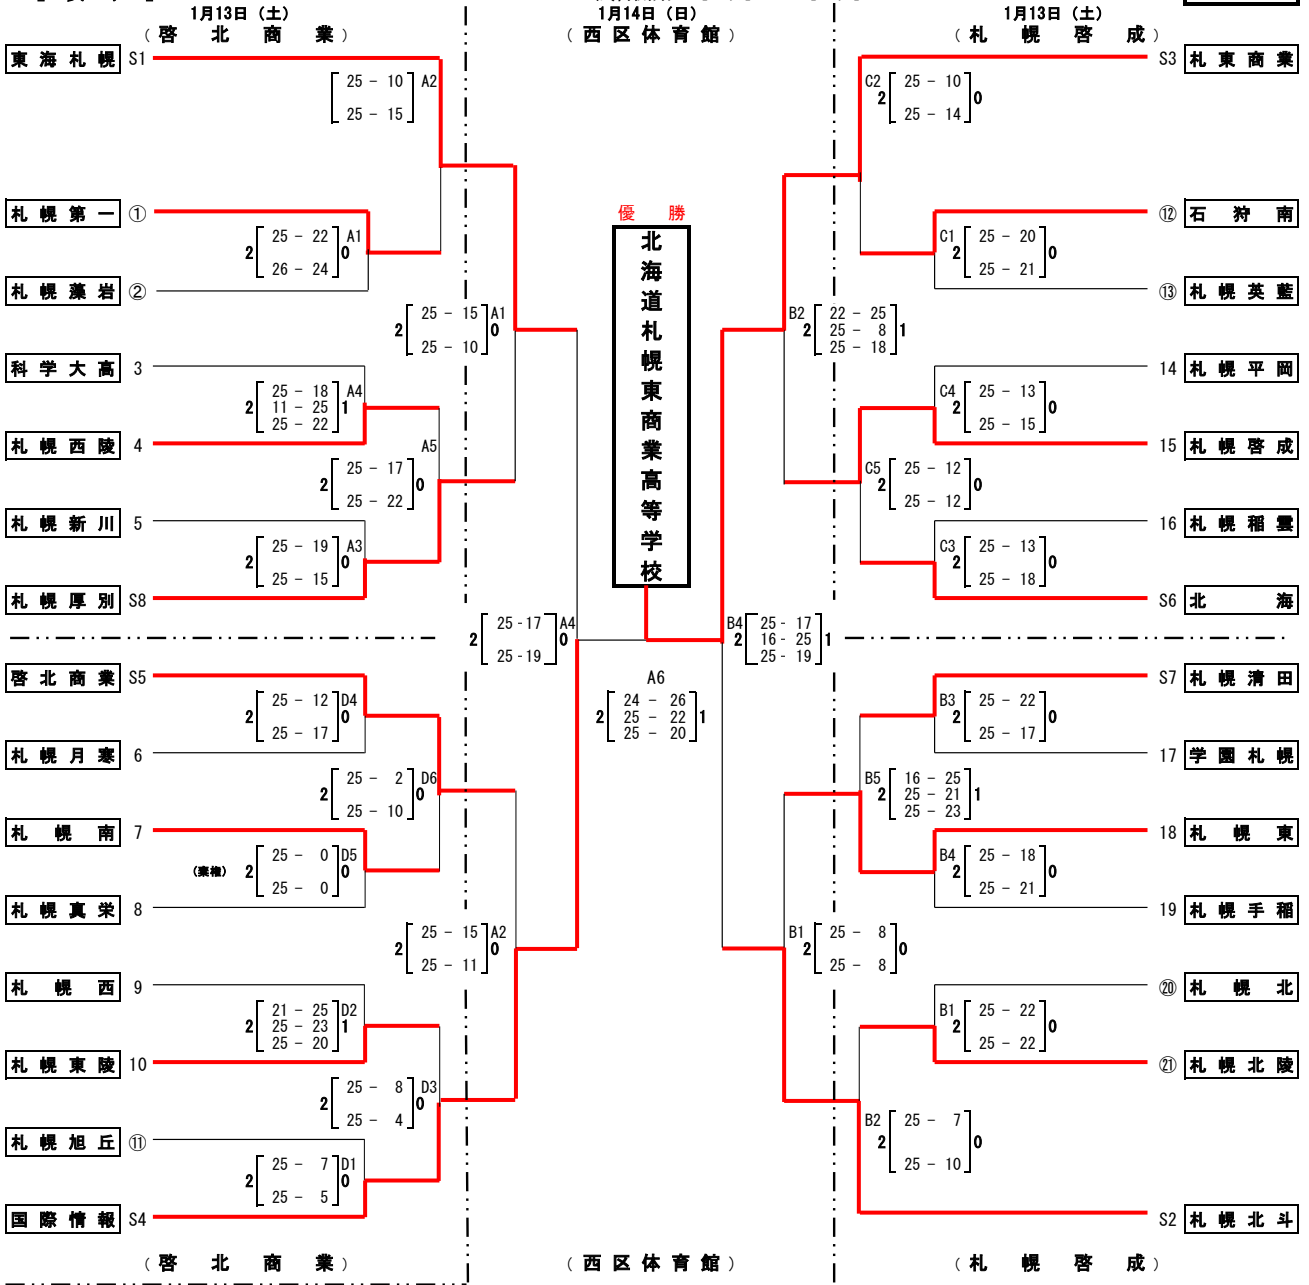 1月13日（土）
（啓北商業）
1月14日（日）
（西区体育館）
1月13日（土）
（札幌啓成）
東海札幌 S1
25 － 10 A2
25 － 15
札幌第一 ①
25 － 22 A1
2 0
26 － 24
札幌藻岩 ②
25 － 15 A1
2 0
25 － 10
科学大高 3
25 － 18 A4
2 11 － 25 1
25 － 22
札幌西陵 4
A5
25 － 17
2 0
25 － 22
札幌新川 5
25 － 19 A3
2 0
25 － 15
札幌厚別 S8
25-17 A4
2 0
25-19
啓北商業 S5
25 － 12 D4
2 0
25 － 17
札幌月寒 6
25 － 2 D6
2 0
25 － 10
札幌南 7
25 － 0 D5
（棄権） 2 0
25 － 0
札幌真栄 8
25 － 15 A2
2 0
25 － 11
札幌西 9
21 － 25 D2
2 25 － 23 1
25 － 20
札幌東陵 10
25 － 8 D3
2 0
25 － 4
札幌旭丘 ⑪
25 － 7 D1
2 0
25 － 5
国際情報 S4
（啓北商業）
優勝
北海道札幌東商業高等学校
A6
24 － 26
2 25 － 22 1
25 － 20
（西区体育館）
S3 札東商業
C2 25 － 10
2 0
25 － 14
⑫ 石狩南
C1 25 － 20
2 0
25 － 21
⑬ 札幌英藍
B2 22 － 25
2 25 － 8 1
25 － 18
14 札幌平岡
C4 25 － 13
2 0
25 － 15
15 札幌啓成
C5 25 － 12
2 0
25 － 12
16 札幌稲雲
C3 25 － 13
2 0
25 － 18
S6 北海
B4 25- 17
2 16 - 25 1
25- 19
S7 札幌清田
B3 25 － 22
2 0
25 － 17
17 学園札幌
B5 16 － 25
2 25 － 21 1
25 － 23
18 札幌東
B4 25 － 18
2 0
25 － 21
19 札幌手稲
B1 25 － 8
2 0
25 － 8
⑳ 札幌北
B1 25 － 22
2 0
25 － 22
㉑ 札幌北陵
B2 25 － 7
2 0
25 － 10
S2 札幌北斗
（札幌啓成）